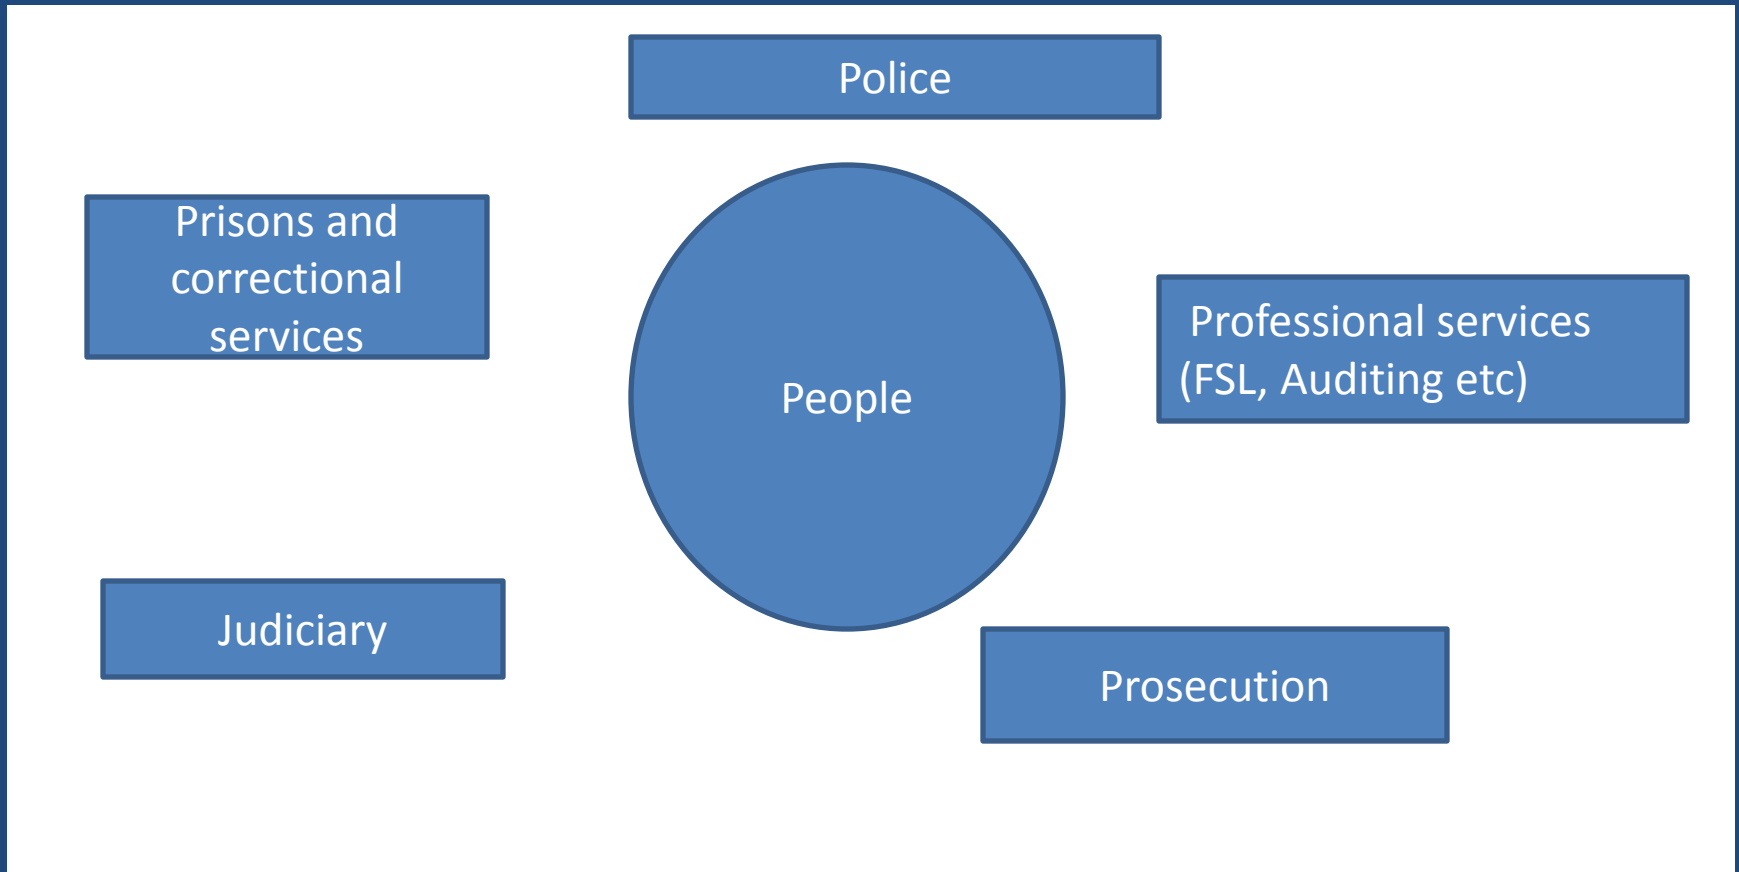 Police
Prisons and
correctional
services
People
Professional services
(FSL, Auditing etc)
Judiciary
Prosecution